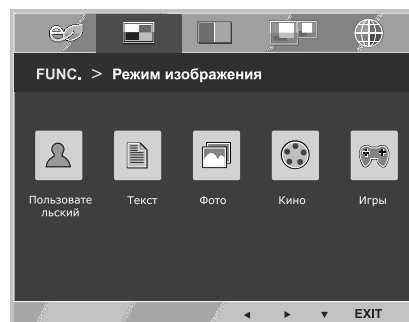 FUNC. > Режим изображения
Пользовате
льский
Текст
Фото
Кино
Игры
EXIT